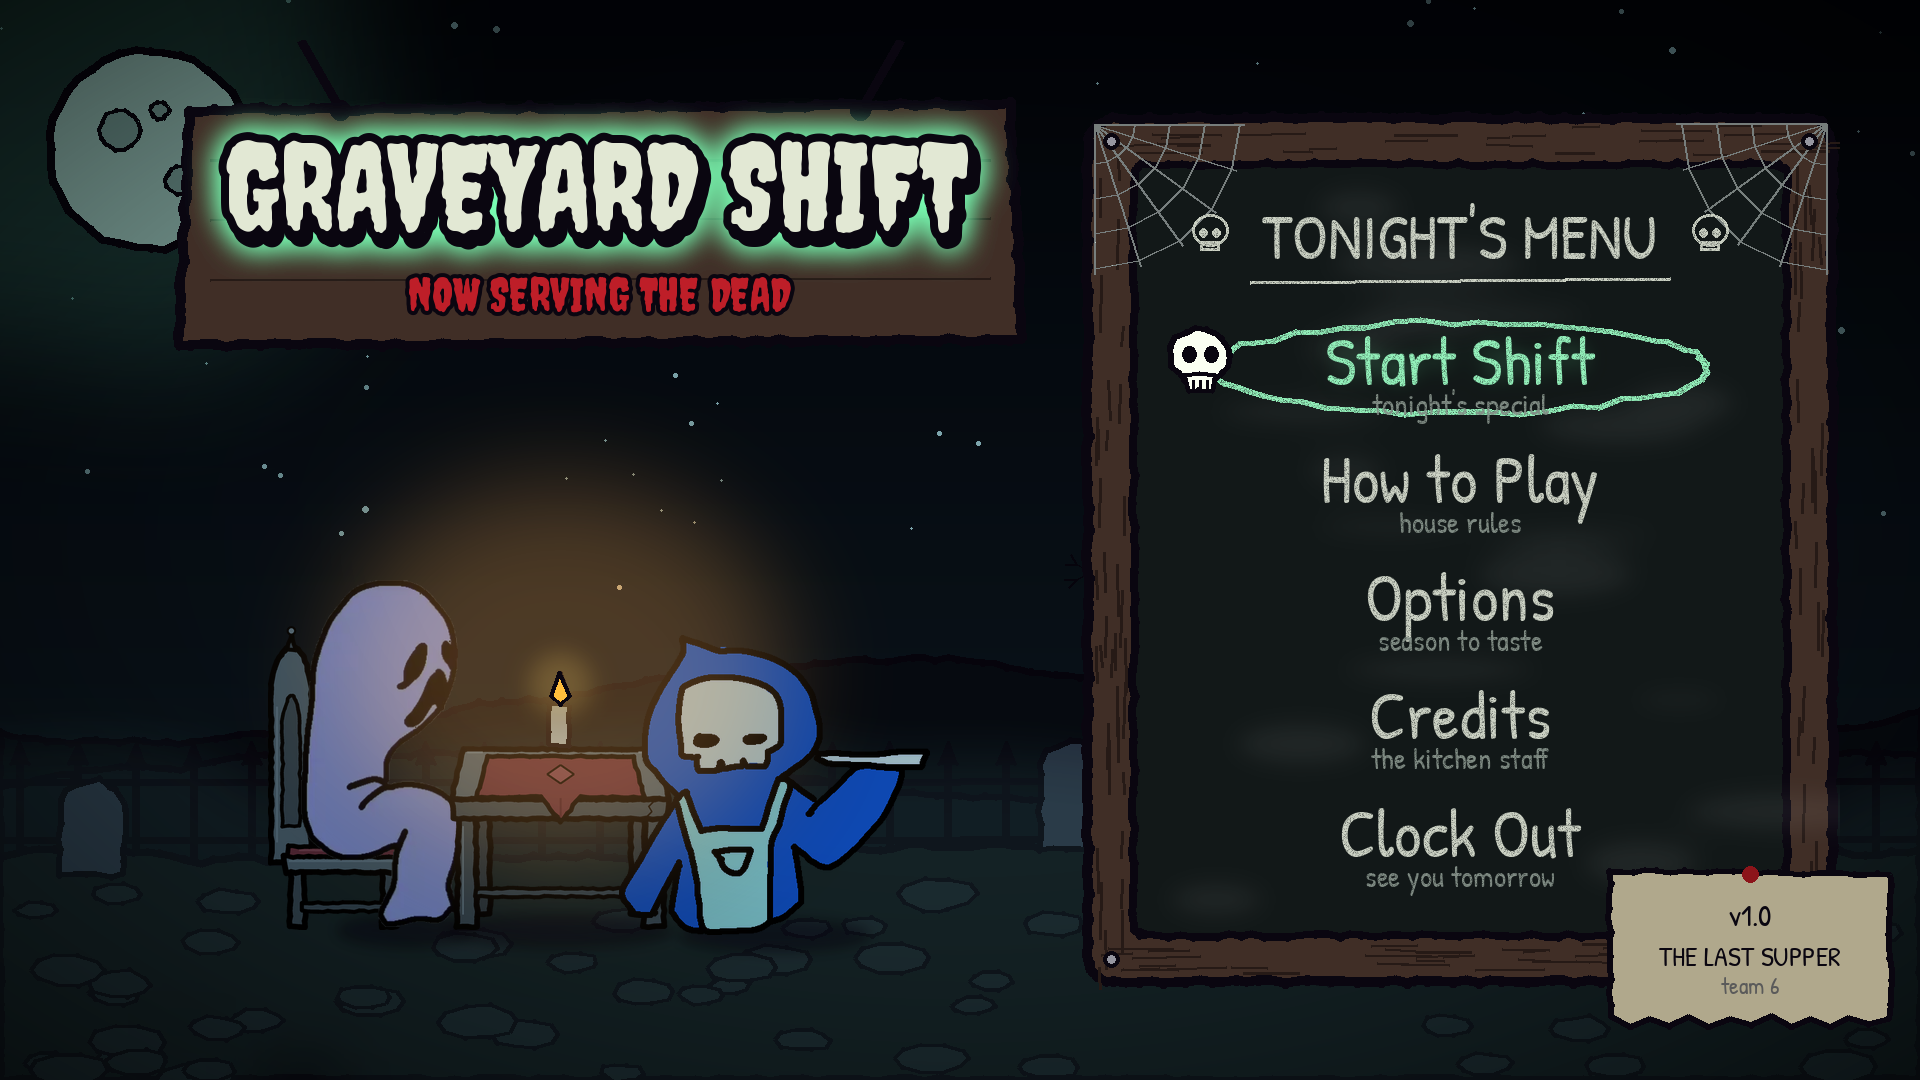 GRAVEYARD SHIFT
NOW SERVING THE DEAD
TONIGHT'S MENU
Start Shift
tonight's special
How to Play
house rules
Options
season to taste
Credits
the kitchen staff
Clock Out
see you tomorrow
v1.0
THE LAST SUPPER
team 6